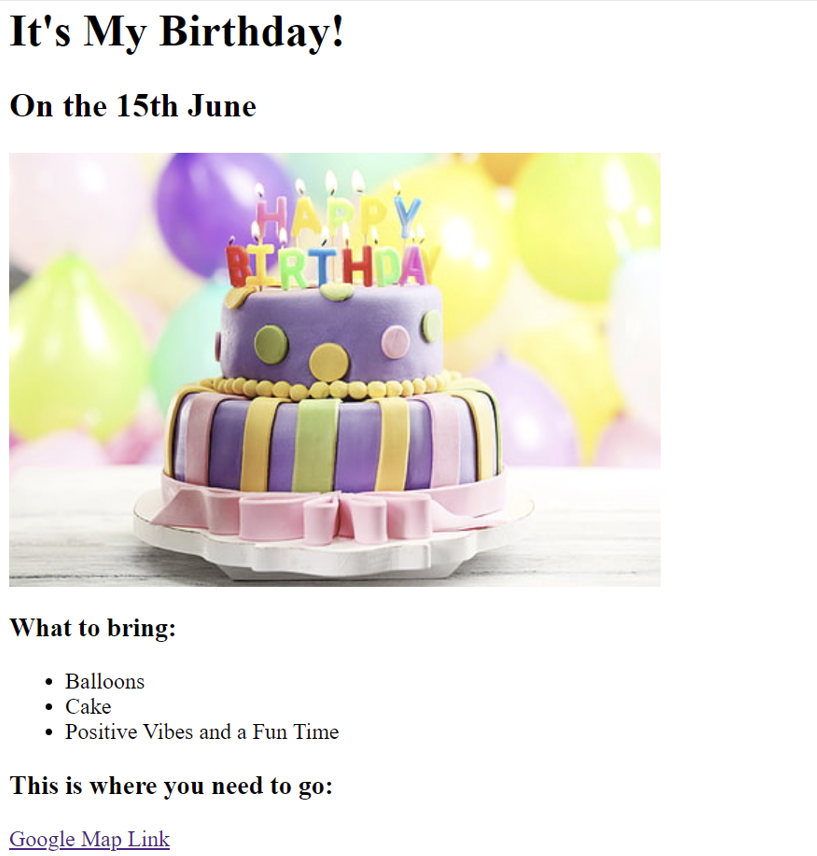 It's My Birthday!
On the 15th June
HAPPY
BIRTHDAY
What to bring:
Balloons
Cake
Positive Vibes and a Fun Time
This is where you need to go:
Google Map Link